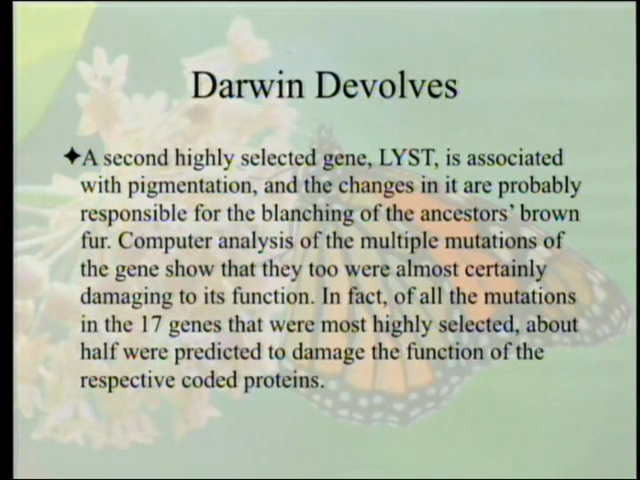 Darwin Devolves
✦A second highly selected gene, LYST, is associated
with pigmentation, and the changes in it are probably
responsible for the blanching of the ancestors’ brown
fur. Computer analysis of the multiple mutations of
the gene show that they too were almost certainly
damaging to its function. In fact, of all the mutations
in the 17 genes that were most highly selected, about
half were predicted to damage the function of the
respective coded proteins.